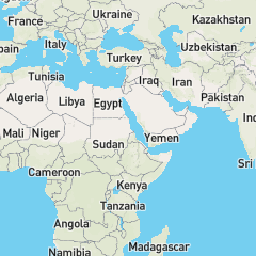 Ukraine
Kazakhstan
France
Italy
Uzbekistan
Turkey
Tunisia
Iraq
Iran
Algeria
Libya
Egypt
Pakistan
Mali
Niger
Yemen
Sudan
Sri
Cameroon
Kenya
Tanzania
Angola
Madagascar
Namibia